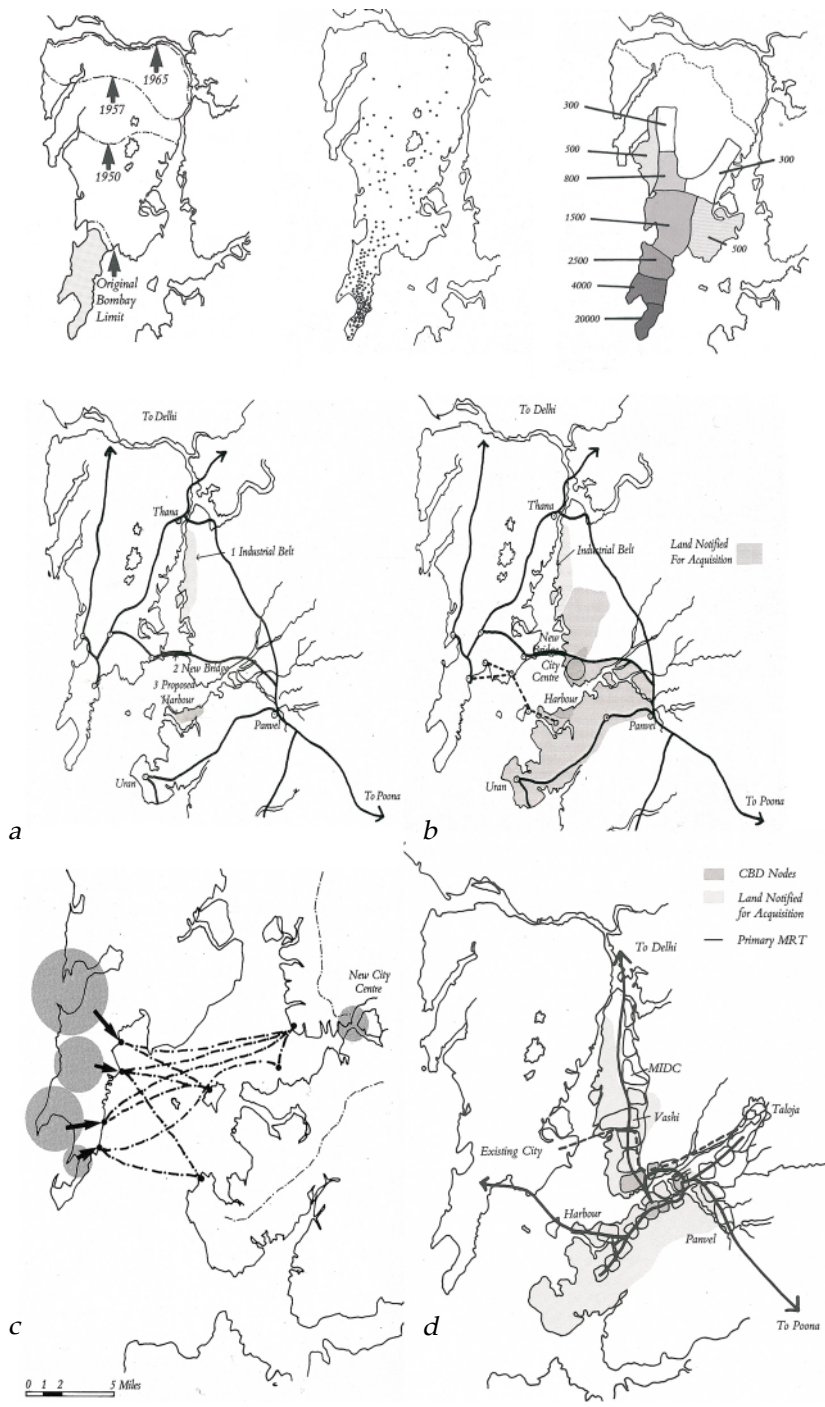 1965
1957
1950
Original
Bombay
Limit
300
500
800
1500
2500
4000
20000
300
500
To Delhi
Thana
1 Industrial Belt
2 New Bridge
3 Proposed
Harbour
Panvel
Uran
To Poona
a
To Delhi
Thana
Industrial Belt
Land Notified
For Acquisition
New
Bridge
City
Centre
Harbour
Panvel
Uran
To Poona
b
New City
Centre
c
0 1 2 5 Miles
CBD Nodes
Land Notified
for Acquisition
Primary MRT
To Delhi
MIDC
Vashi
Taloja
Existing City
Harbour
Panvel
To Poona
d